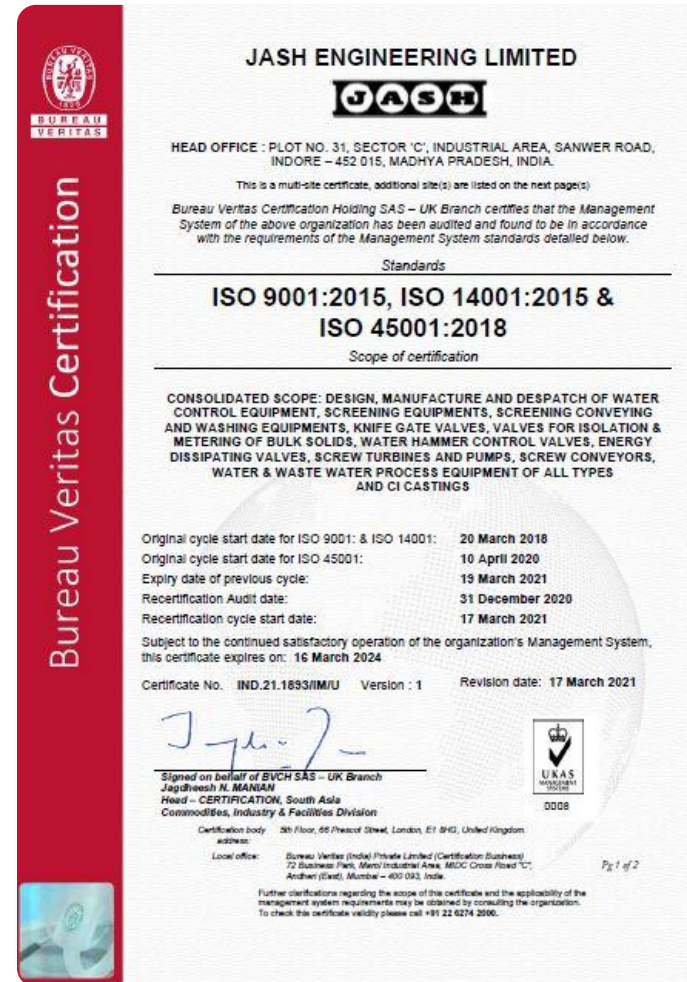 JASH ENGINEERING LIMITED
JASH
BUREAU
VERITAS
Bureau Veritas Certification
HEAD OFFICE : PLOT NO. 31, SECTOR 'C', INDUSTRIAL AREA, SANWER ROAD,
INDORE – 452 015, MADHYA PRADESH, INDIA.
This is a multi-site certificate, additional site(s) are listed on the next page(s)
Bureau Veritas Certification Holding SAS – UK Branch certifies that the Management
System of the above organization has been audited and found to be in accordance
with the requirements of the Management System standards detailed below.
Standards
ISO 9001:2015, ISO 14001:2015 &
ISO 45001:2018
Scope of certification
CONSOLIDATED SCOPE: DESIGN, MANUFACTURE AND DESPATCH OF WATER
CONTROL EQUIPMENT, SCREENING EQUIPMENTS, SCREENING CONVEYING
AND WASHING EQUIPMENTS, KNIFE GATE VALVES, VALVES FOR ISOLATION &
METERING OF BULK SOLIDS, WATER HAMMER CONTROL VALVES, ENERGY
DISSIPATING VALVES, SCREW TURBINES AND PUMPS, SCREW CONVEYORS,
WATER & WASTE WATER PROCESS EQUIPMENT OF ALL TYPES
AND CI CASTINGS
Original cycle start date for ISO 9001: & ISO 14001: 20 March 2018
Original cycle start date for ISO 45001: 10 April 2020
Expiry date of previous cycle: 19 March 2021
Recertification Audit date: 31 December 2020
Recertification cycle start date: 17 March 2021
Subject to the continued satisfactory operation of the organization's Management System,
this certificate expires on: 16 March 2024
Certificate No. IND.21.1893/IM/U Version : 1 Revision date: 17 March 2021
Signed on behalf of BVCH SAS – UK Branch
Jagdheesh N. MANIAN
Head – CERTIFICATION, South Asia
Commodities, Industry & Facilities Division
UKAS
MANAGEMENT
SYSTEMS
0008
Certification body address: 5th Floor, 66 Prescot Street, London, E1 8HG, United Kingdom
Local office: Bureau Veritas (India) Private Limited (Certification Business)
72 Business Park, Marol Industrial Area, MIDC Cross Road "C",
Andheri (East), Mumbai – 400 093, India.
Pg 1 of 2
Further clarifications regarding the scope of this certificate and the applicability of the
management system requirements may be obtained by consulting the organization.
To check this certificate validity please call +91 22 6274 2000.